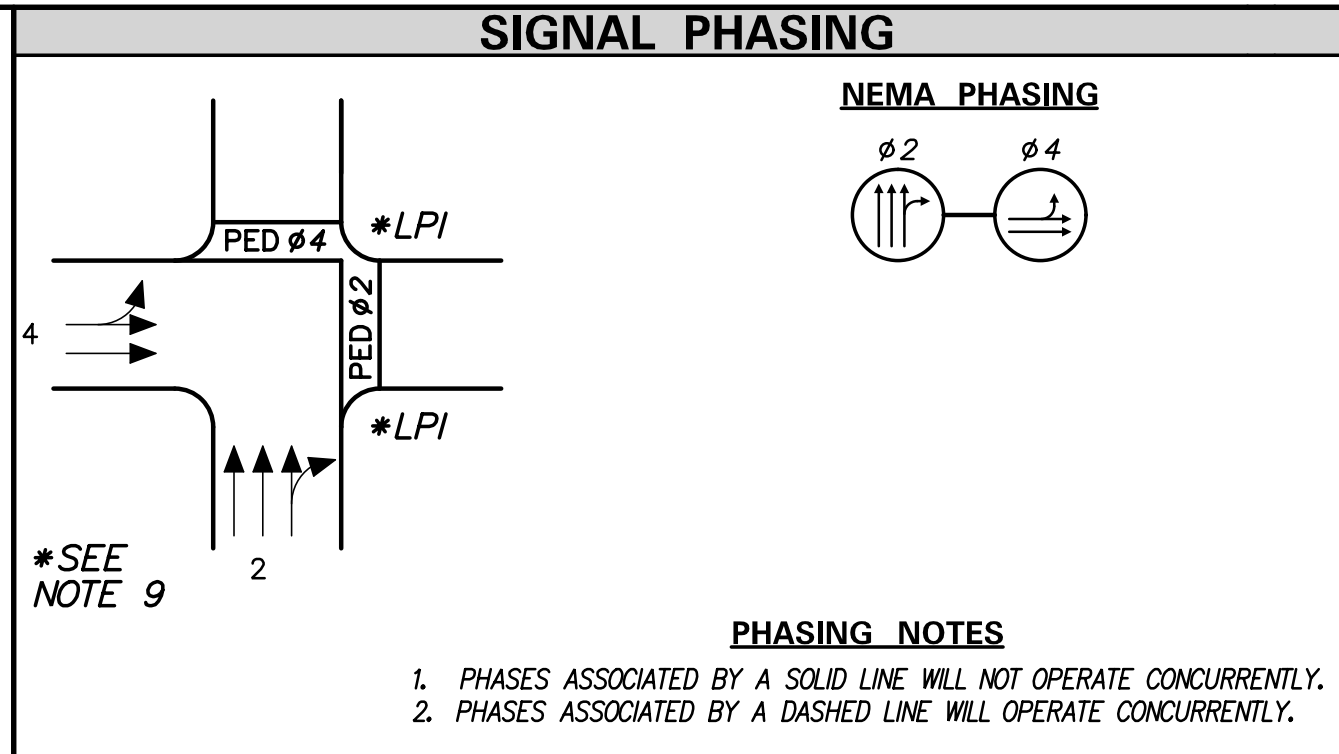 SIGNAL PHASING
NEMA PHASING
ø2 ø4
*LPI
PED ø4
PED ø2
4
*LPI
2
*SEE
NOTE 9
PHASING NOTES
1. PHASES ASSOCIATED BY A SOLID LINE WILL NOT OPERATE CONCURRENTLY.
2. PHASES ASSOCIATED BY A DASHED LINE WILL OPERATE CONCURRENTLY.